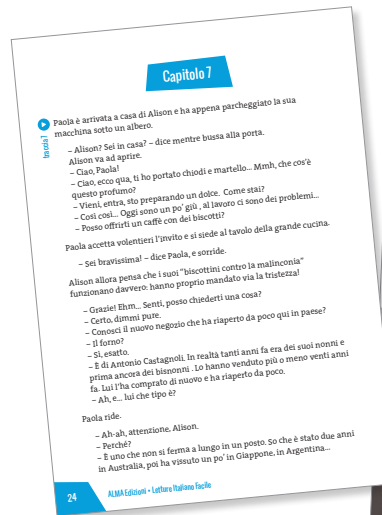 Capitolo 7
traccia 7
Paola è arrivata a casa di Alison e ha appena parcheggiato la sua
macchina sotto un albero.
– Alison? Sei in casa? – dice mentre bussa alla porta.
Alison va ad aprire.
– Ciao, Paola!
– Ciao, ecco qua, ti ho portato chiodi e martello... Mmh, che cos'è
questo profumo?
– Vieni, entra, sto preparando un dolce. Come stai?
– Così così... Oggi sono un po' giù , al lavoro ci sono dei problemi...
– Posso offrirti un caffè con dei biscotti?
Paola accetta volentieri l'invito e si siede al tavolo della grande cucina.
– Sei bravissima! – dice Paola, e sorride.
Alison allora pensa che i suoi "biscottini contro la malinconia"
funzionano davvero: hanno proprio mandato via la tristezza!
– Grazie! Ehm... Senti, posso chiederti una cosa?
– Certo, dimmi pure.
– Conosci il nuovo negozio che ha riaperto da poco qui in paese?
– Il forno?
– Sì, esatto.
– È di Antonio Castagnoli. In realtà tanti anni fa era dei suoi nonni e
prima ancora dei bisnonni . Lo hanno venduto più o meno venti anni
fa. Lui l'ha comprato di nuovo e ha riaperto da poco.
– Ah, e... lui che tipo è?
Paola ride.
– Ah-ah, attenzione, Alison.
– Perché?
– È uno che non si ferma a lungo in un posto. So che è stato due anni
in Australia, poi ha vissuto un po' in Giappone, in Argentina...
24
ALMA Edizioni • Letture Italiano Facile